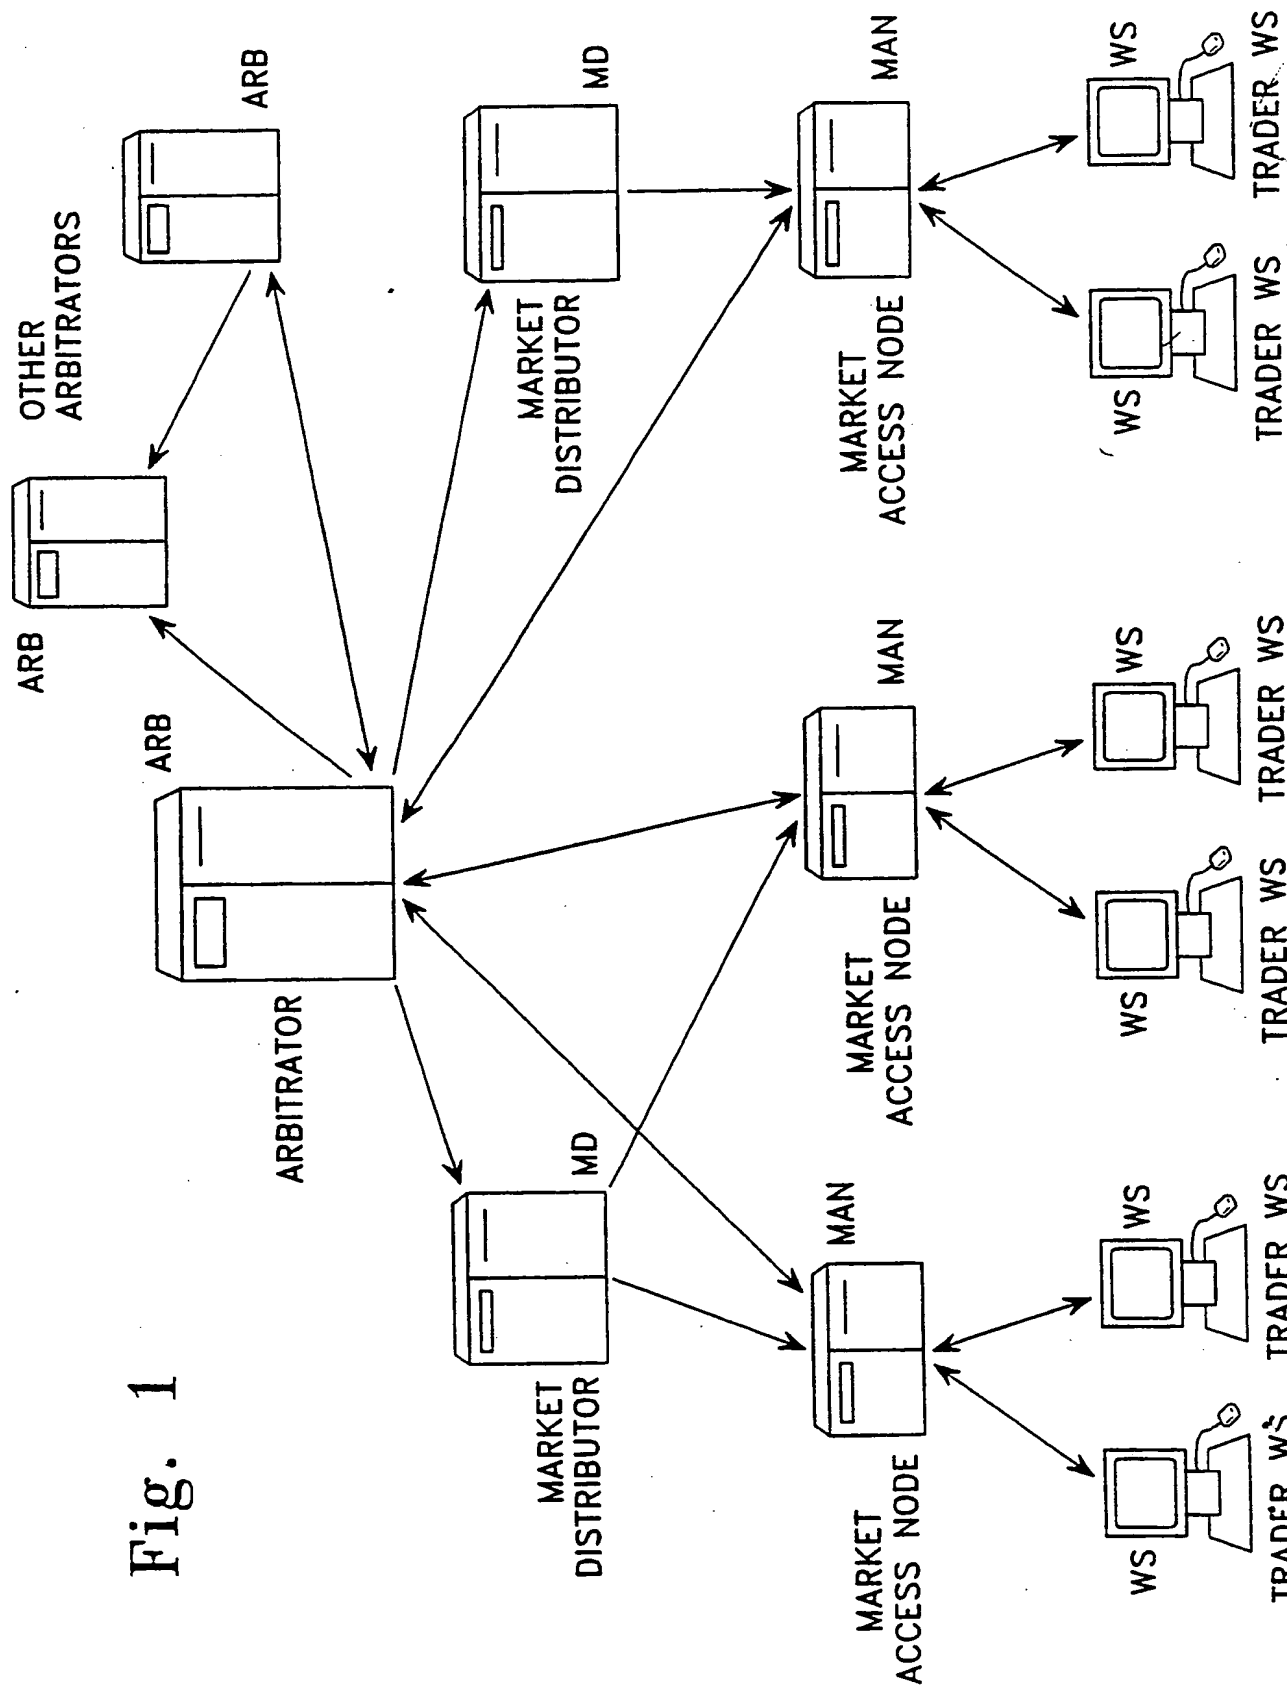 Fig. 1
ARB
OTHER
ARBITRATORS
ARB
ARB
ARBITRATOR
MARKET
DISTRIBUTOR
MD
MARKET
DISTRIBUTOR
MD
MARKET
ACCESS NODE
MAN
MARKET
ACCESS NODE
MAN
MARKET
ACCESS NODE
MAN
WS
WS
WS
WS
WS
WS
TRADER WS
TRADER WS
TRADER WS
TRADER WS
TRADER WS
TRADER WS